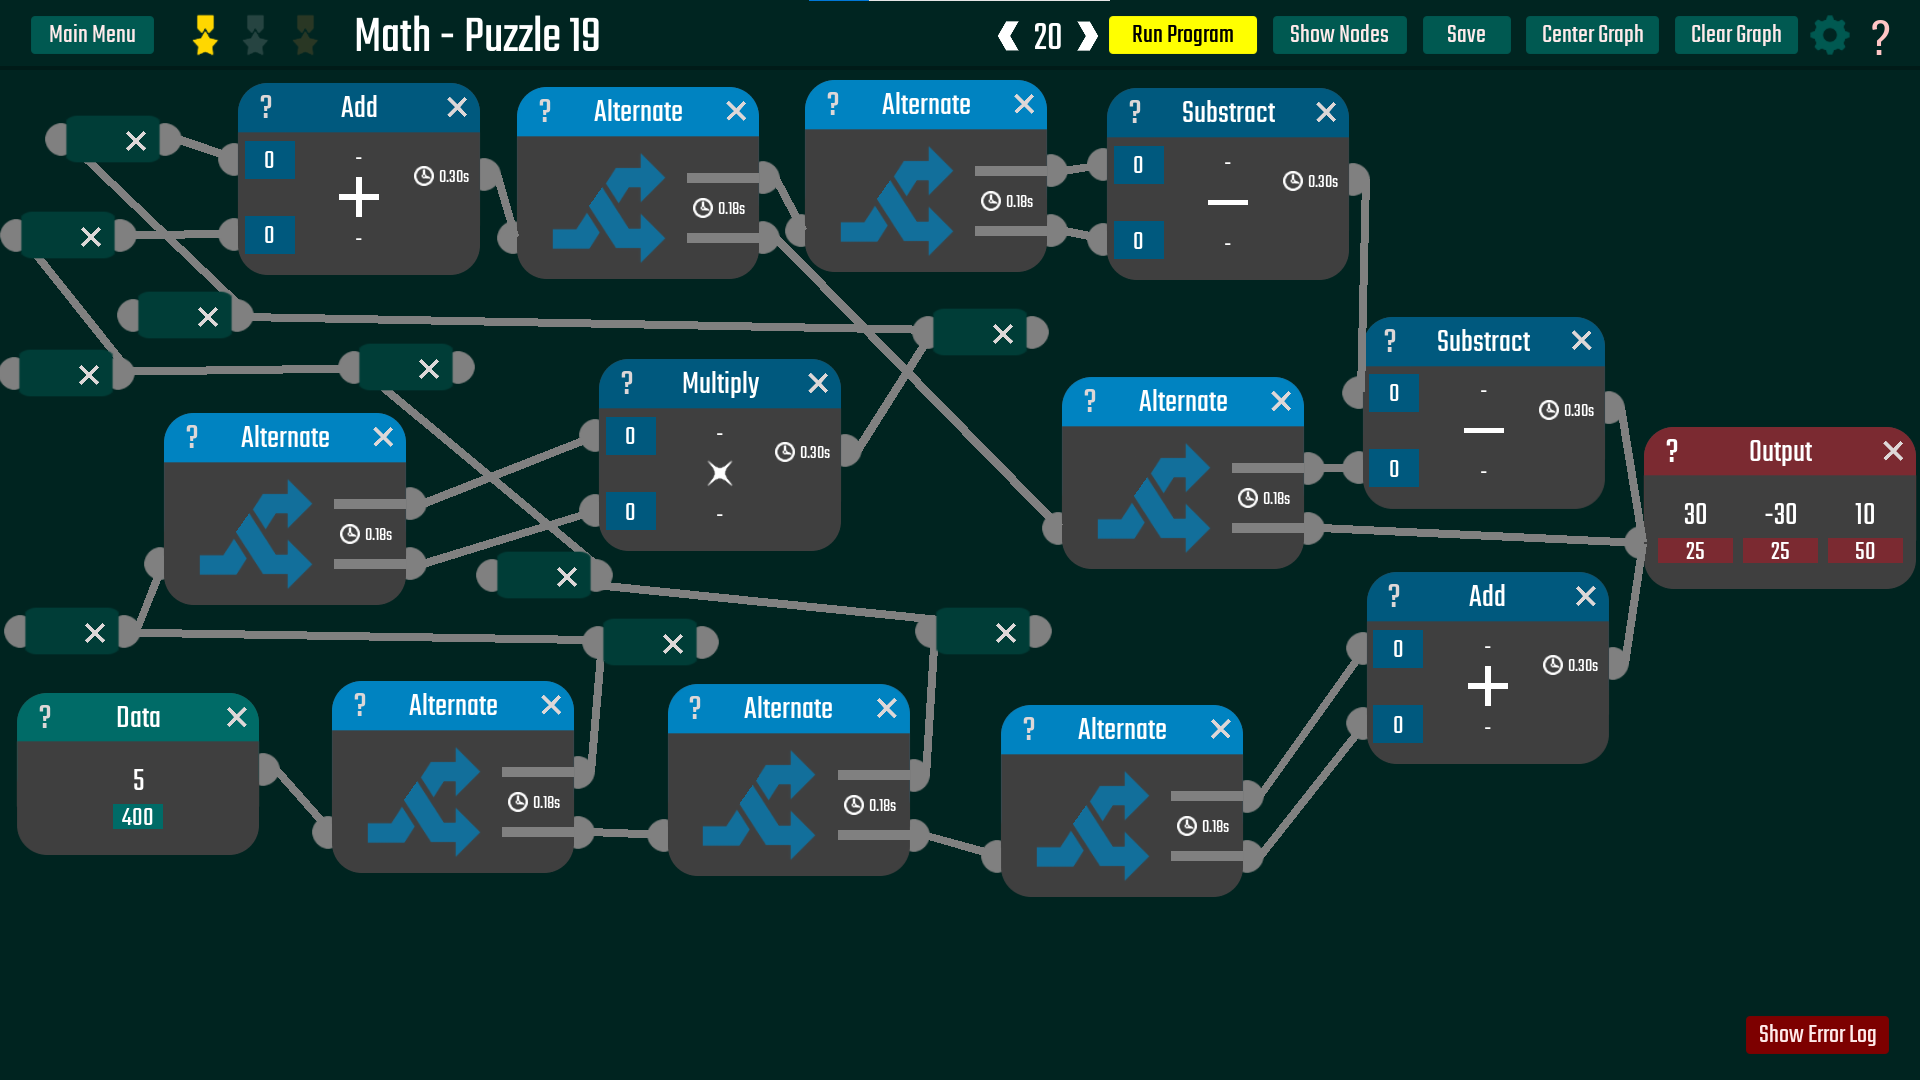 Main Menu
Math - Puzzle 19
20
Run Program
Show Nodes
Save
Center Graph
Clear Graph
?
? Add
0 -
0.30s
0 -
? Alternate
0.18s
? Alternate
0.18s
? Substract
0 -
0.30s
0 -
? Multiply
0 -
0.30s
0 -
? Alternate
0.18s
? Alternate
0.18s
? Substract
0 -
0.30s
0 -
? Output
30 -30 10
25 25 50
? Add
0 -
0.30s
0 -
? Data
5
400
? Alternate
0.18s
? Alternate
0.18s
? Alternate
0.18s
Show Error Log